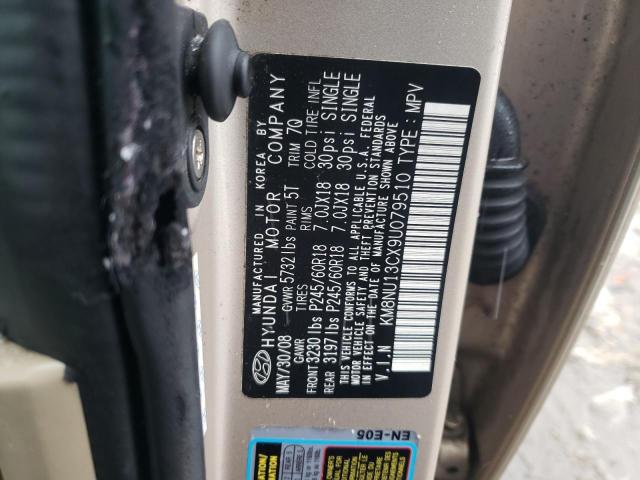 MANUFACTURED IN KOREA BY
HYUNDAI MOTOR COMPANY
MAY/30/08 GVWR 5732 lbs PAINT 5T TRIM 7Q
GAWR TIRES RIMS COLD TIRE INFL
FRONT 3230 lbs P245/60R18 7.0JX18 30psi SINGLE
REAR 3197 lbs P245/60R18 7.0JX18 30psi SINGLE
THIS VEHICLE CONFORMS TO ALL APPLICABLE U.S.A. FEDERAL
MOTOR VEHICLE SAFETY AND THEFT PREVENTION STANDARDS
IN EFFECT ON THE DATE OF MANUFACTURE SHOWN ABOVE
V.I.N KM8NU13CX9U079510 TYPE : MPV
EN-E05